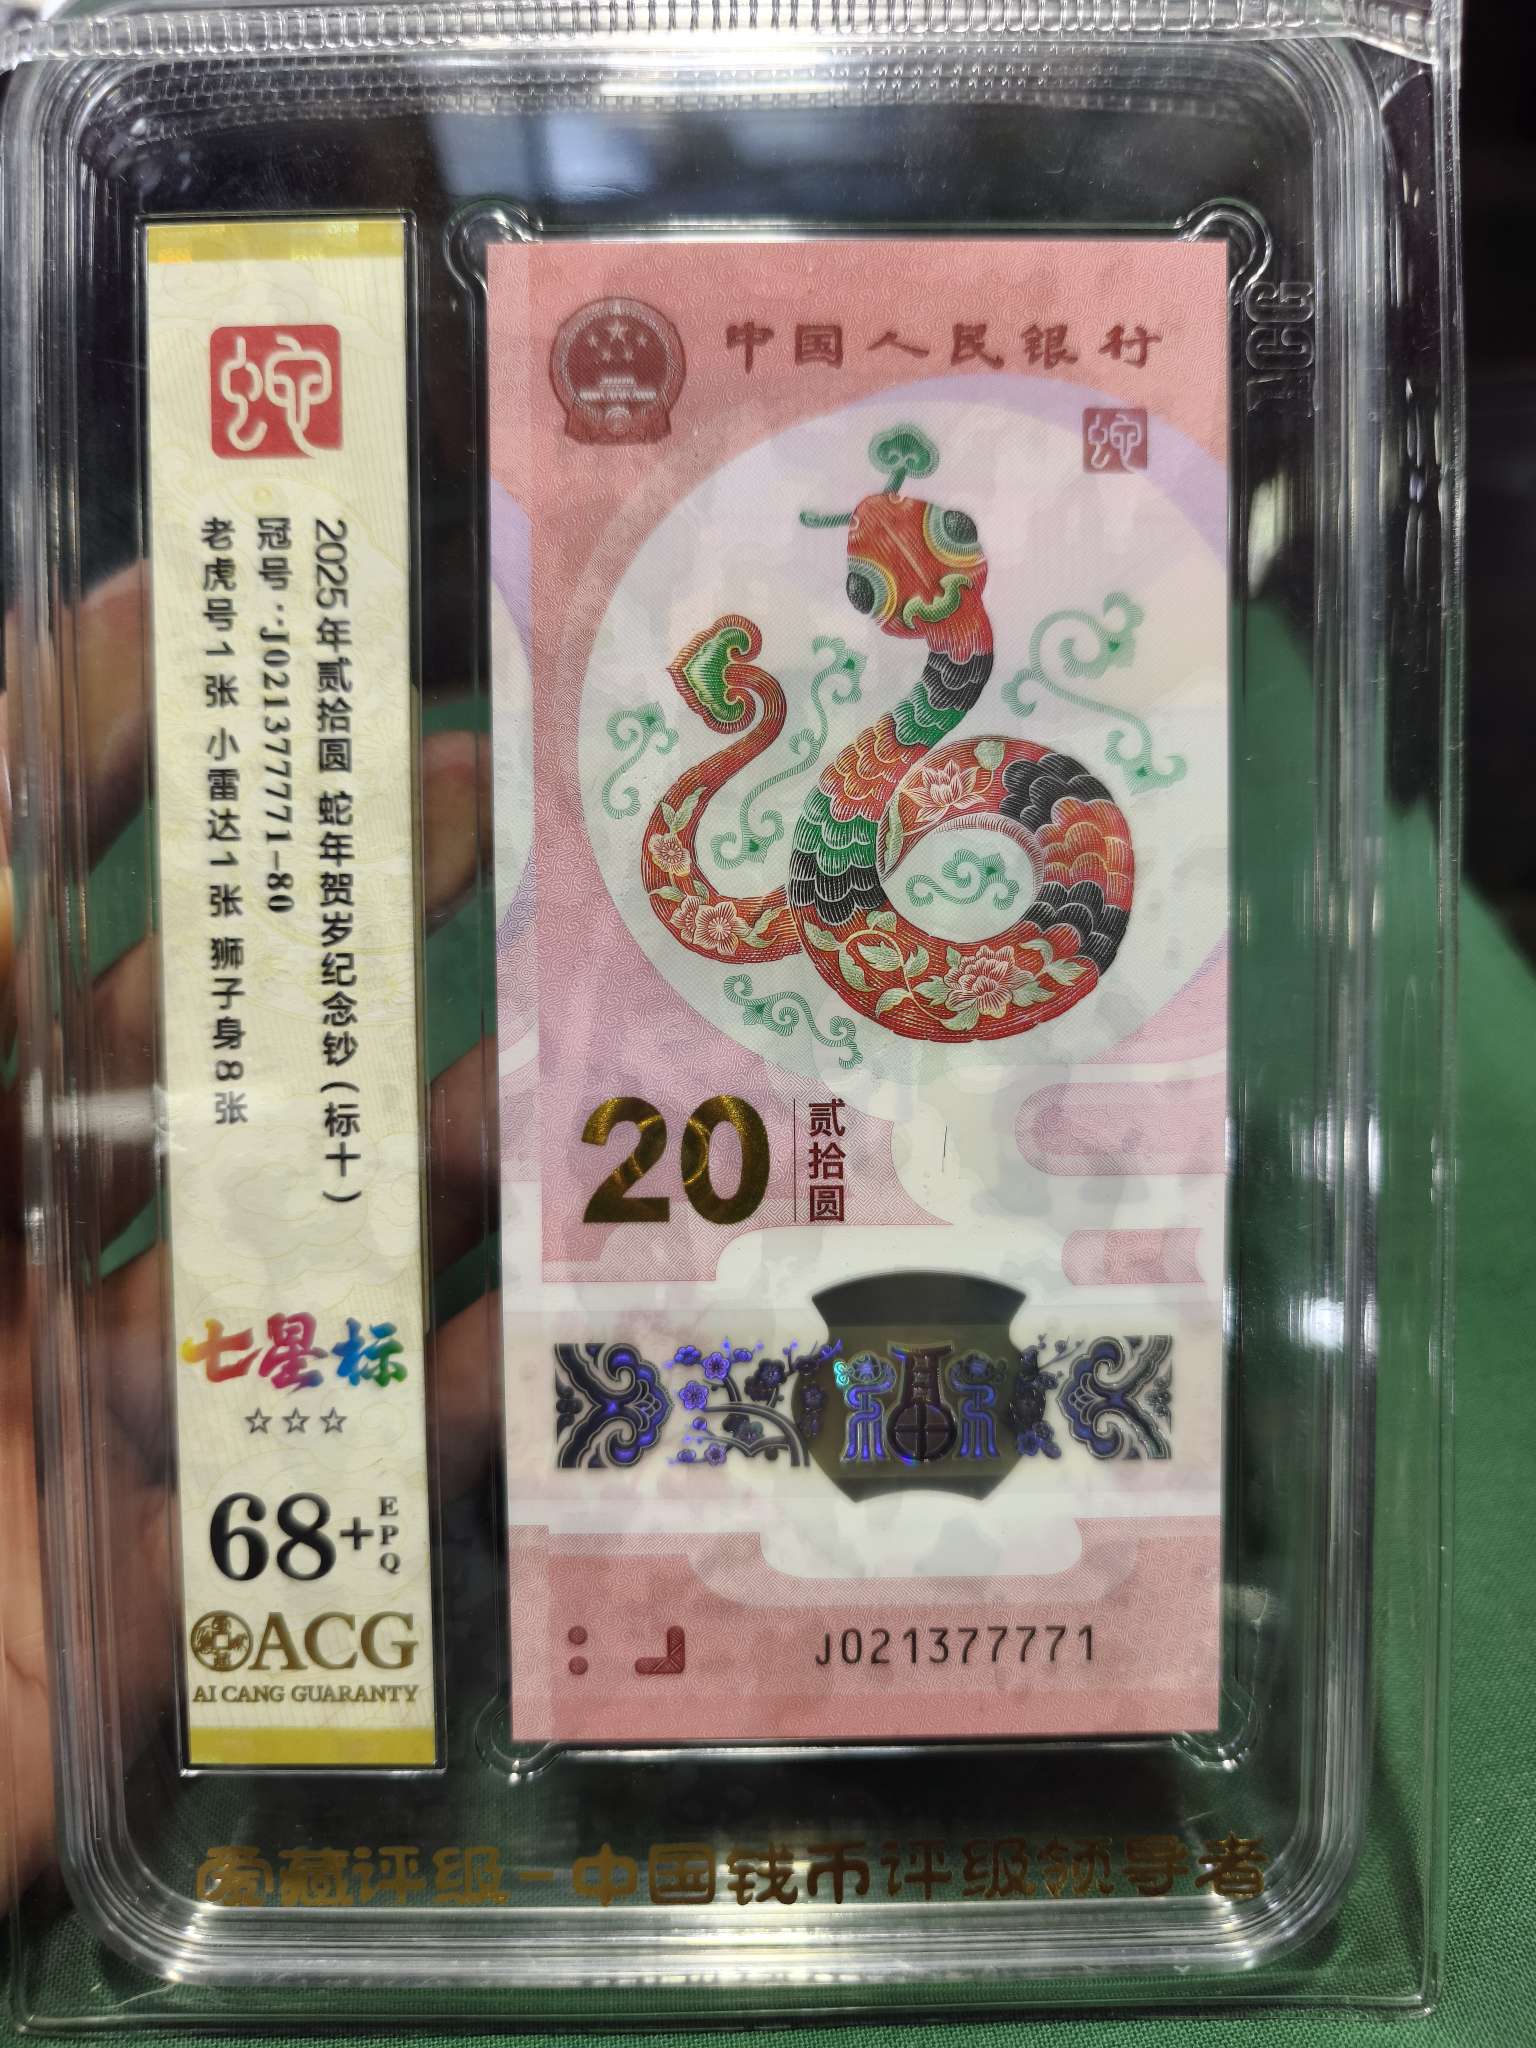 蛇
2025年贰拾圆 蛇年贺岁纪念钞(标十)
冠号:J021377771-80
老虎号1张 小雷达1张 狮子身8张
七星标
☆☆☆
68+EPQ
ACG
AI CANG GUARANTY
中国人民银行
蛇
20 贰拾圆
J021377771
ACG
爱藏评级-中国钱币评级领导者